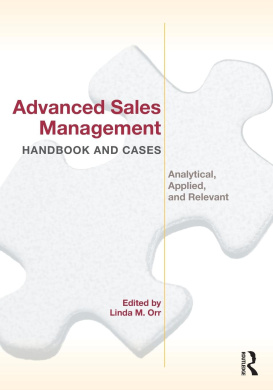 Advanced Sales
Management
HANDBOOK AND CASES
Analytical,
Applied,
and Relevant
Edited by
Linda M. Orr
ROUTLEDGE